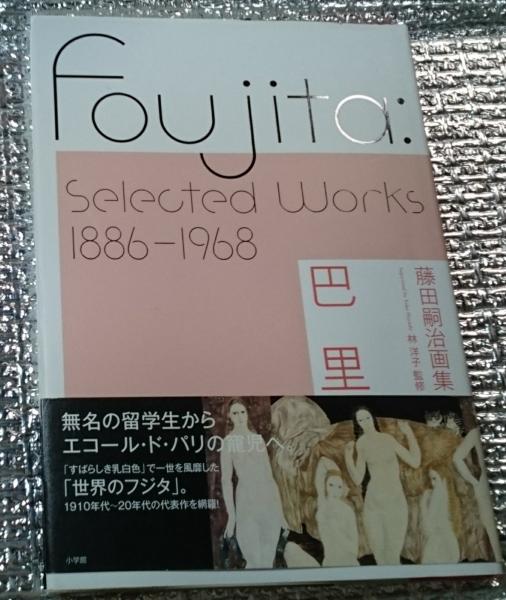 Foujita:
Selected Works
1886-1968
巴里
藤田嗣治画集
林 洋子 監修
無名の留学生から
エコール・ド・パリの寵児へ。
「すばらしき乳白色」で一世を風靡した
「世界のフジタ」。
1910年代~20年代の代表作を網羅!
小学館